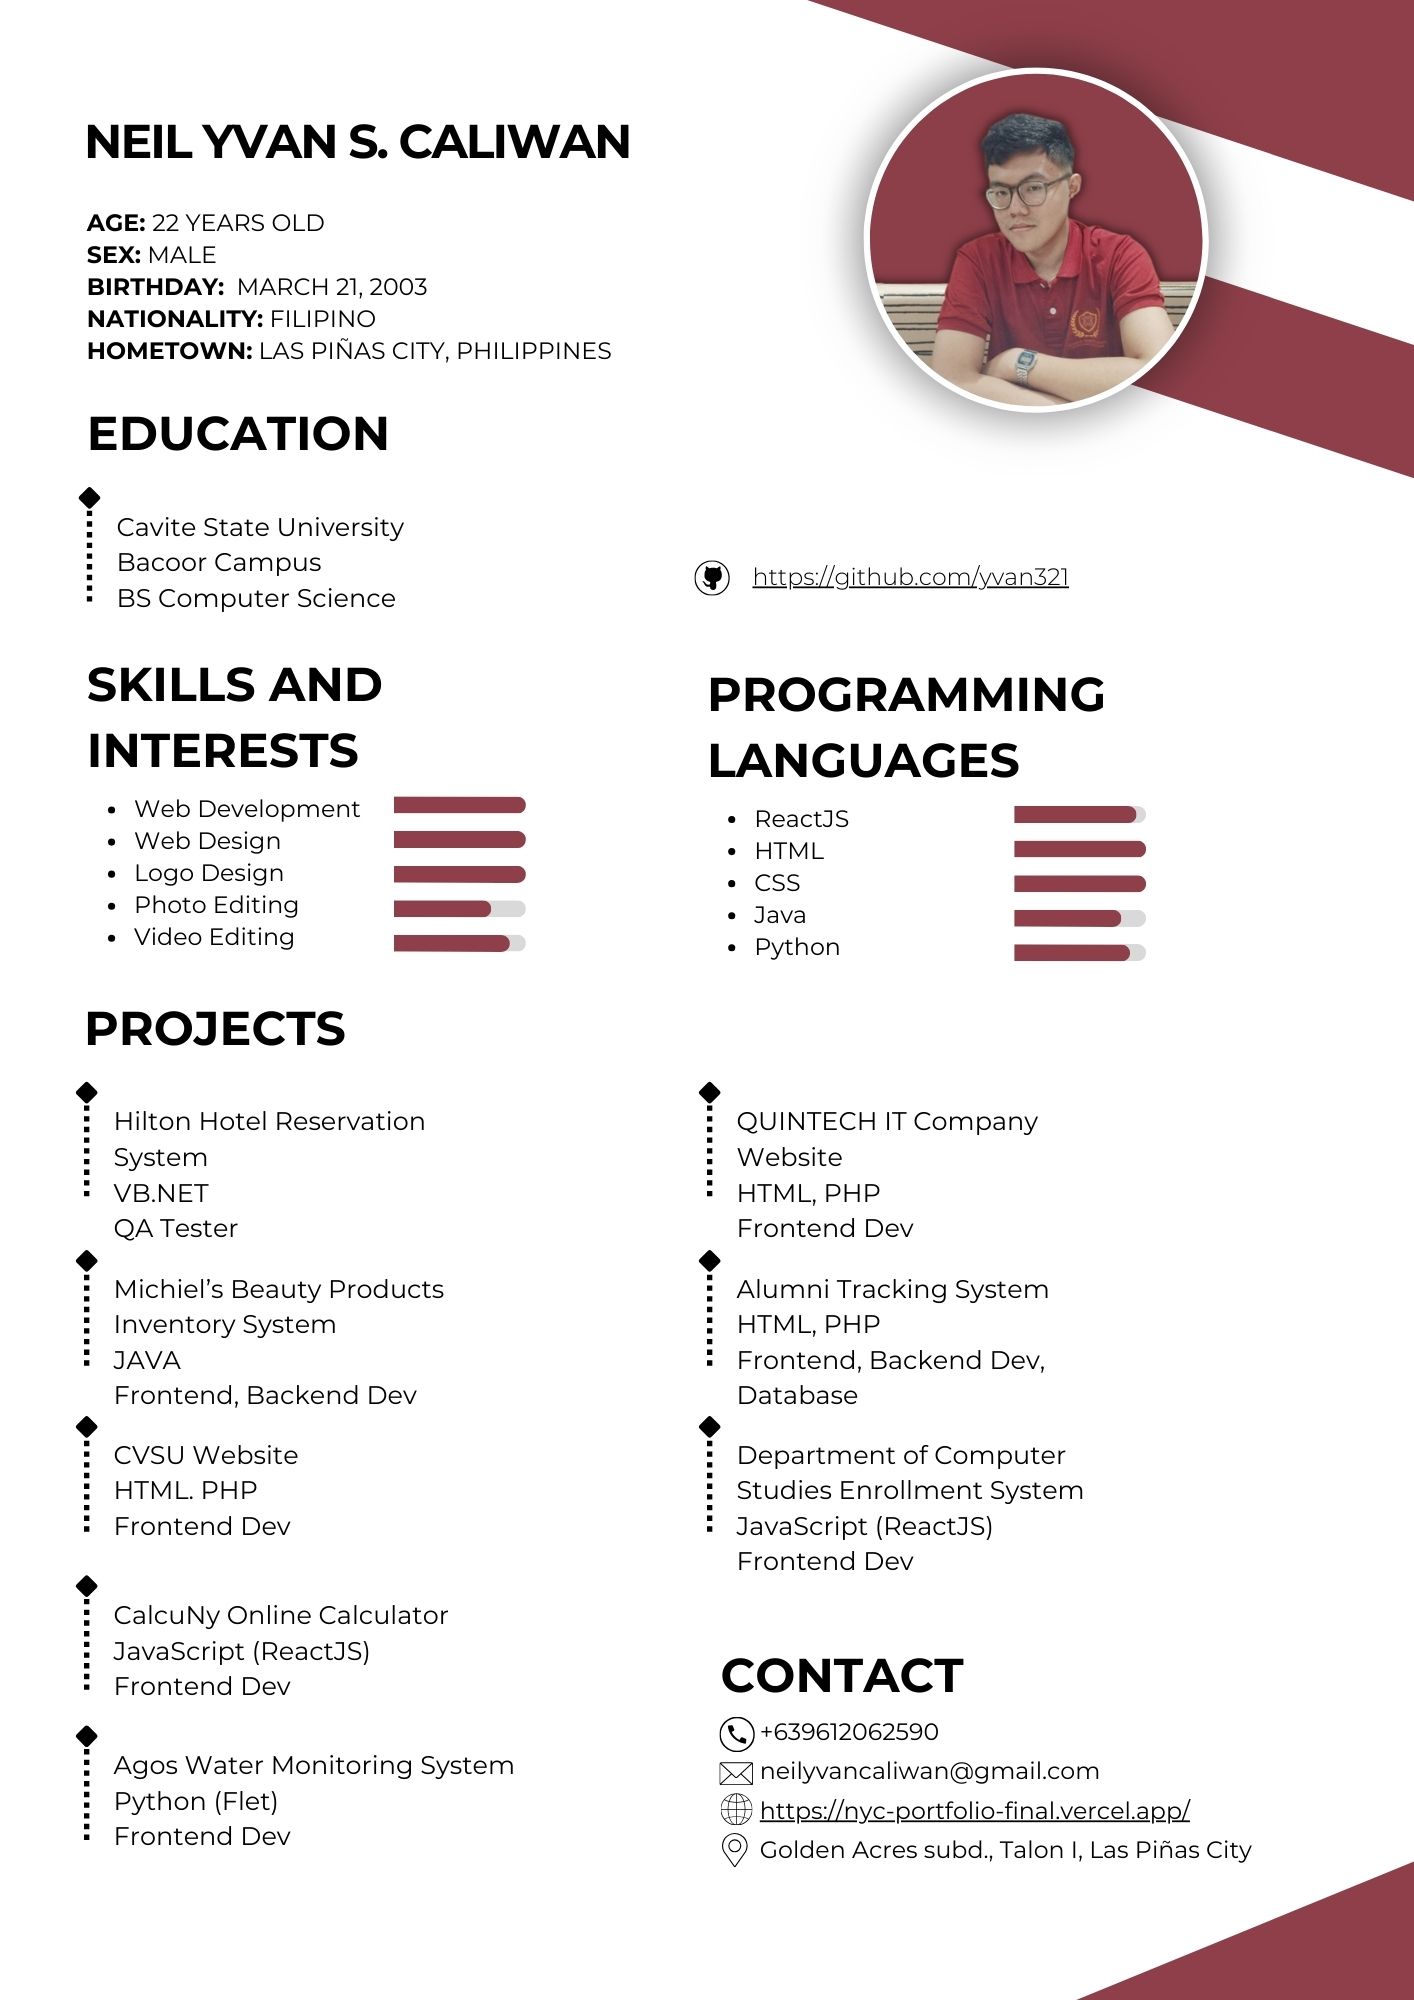 NEIL YVAN S. CALIWAN
AGE: 22 YEARS OLD
SEX: MALE
BIRTHDAY: MARCH 21, 2003
NATIONALITY: FILIPINO
HOMETOWN: LAS PIÑAS CITY, PHILIPPINES
EDUCATION
Cavite State University
Bacoor Campus
BS Computer Science
https://github.com/yvan321
SKILLS AND
INTERESTS
• Web Development
• Web Design
• Logo Design
• Photo Editing
• Video Editing
PROGRAMMING
LANGUAGES
• ReactJS
• HTML
• CSS
• Java
• Python
PROJECTS
Hilton Hotel Reservation
System
VB.NET
QA Tester
Michiel’s Beauty Products
Inventory System
JAVA
Frontend, Backend Dev
CVSU Website
HTML. PHP
Frontend Dev
CalcuNy Online Calculator
JavaScript (ReactJS)
Frontend Dev
Agos Water Monitoring System
Python (Flet)
Frontend Dev
QUINTECH IT Company
Website
HTML, PHP
Frontend Dev
Alumni Tracking System
HTML, PHP
Frontend, Backend Dev,
Database
Department of Computer
Studies Enrollment System
JavaScript (ReactJS)
Frontend Dev
CONTACT
+639612062590
neilyvancaliwan@gmail.com
https://nyc-portfolio-final.vercel.app/
Golden Acres subd., Talon I, Las Piñas City